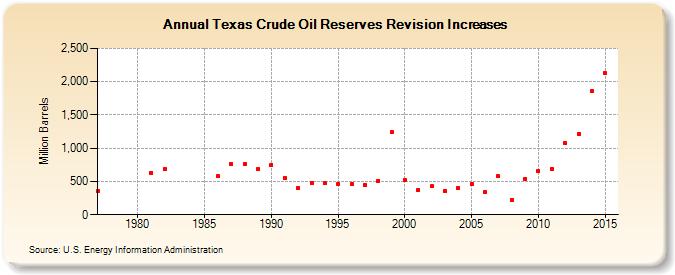 Annual Texas Crude Oil Reserves Revision Increases
Million Barrels
2,500
2,000
1,500
1,000
500
0
1980 1985 1990 1995 2000 2005 2010 2015
Source: U.S. Energy Information Administration